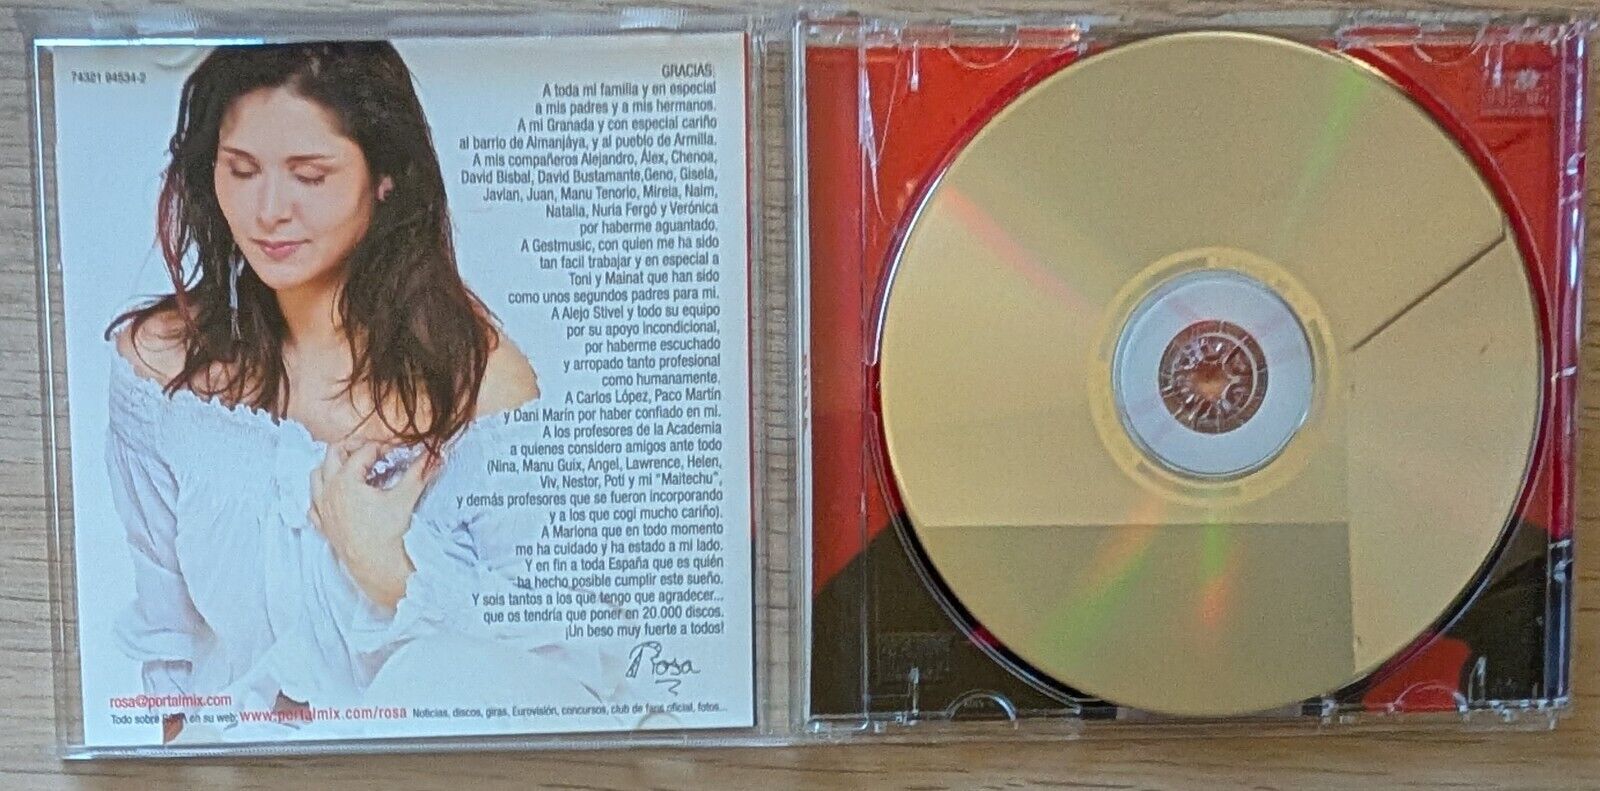 74321 94534-2
GRACIAS:
A toda mi familia y en especial
a mis padres y a mis hermanos.
A mi Granada y con especial cariño
al barrio de Almanjáya, y al pueblo de Armilla.
A mis compañeros Alejandro, Álex, Chenoa,
David Bisbal, David Bustamante,Geno, Gisela,
Javian, Juan, Manu Tenorio, Mireia, Naim,
Natalia, Nuria Fergó y Verónica
por haberme aguantado.
A Gestmusic, con quien me ha sido
tan facil trabajar y en especial a
Toni y Mainat que han sido
como unos segundos padres para mi.
A Alejo Stivel y todo su equipo
por su apoyo incondicional,
por haberme escuchado
y arropado tanto profesional
como humanamente.
A Carlos López, Paco Martín
y Dani Marín por haber confiado en mi.
A los profesores de la Academia
a quienes considero amigos ante todo
(Nina, Manu Guix, Angel, Lawrence, Helen,
Viv, Nestor, Poti y mi "Maitechu",
y demás profesores que se fueron incorporando
y a los que cogi mucho cariño).
A Mariona que en todo momento
me ha cuidado y ha estado a mi lado.
Y en fin a toda España que es quién
ha hecho posible cumplir este sueño.
Y sois tantos a los que tengo que agradecer...
que os tendría que poner en 20.000 discos.
¡Un beso muy fuerte a todos!
Rosa
rosa@portalmix.com
Todo sobre ROSA en su web: www.portalmix.com/rosa Noticias, discos, giras, Eurovisión, concursos, club de fans oficial, fotos...